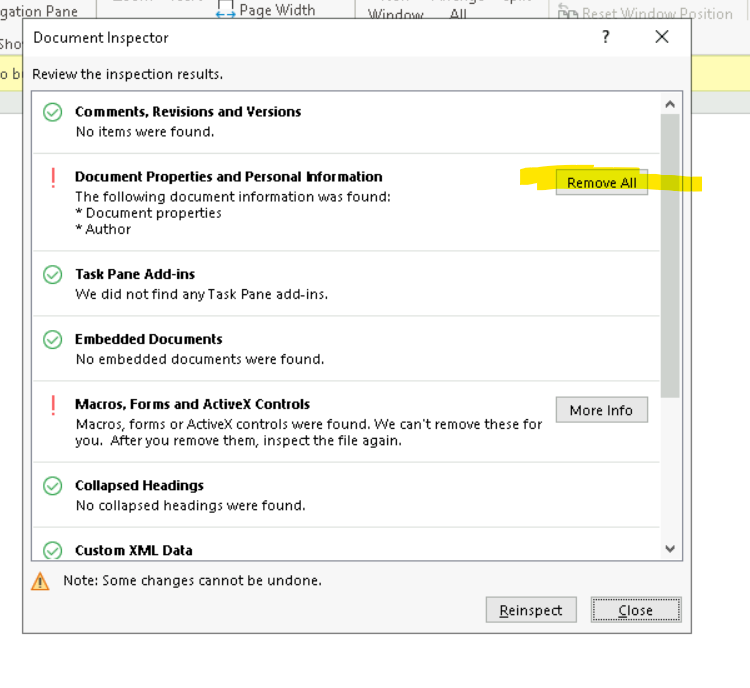 gation Pane
Page Width
Window
All
Reset Window Position
Document Inspector
?
Review the inspection results.
Comments, Revisions and Versions
No items were found.
Document Properties and Personal Information
Remove All
The following document information was found:
* Document properties
* Author
Task Pane Add-ins
We did not find any Task Pane add-ins.
Embedded Documents
No embedded documents were found.
Macros, Forms and ActiveX Controls
More Info
Macros, forms or ActiveX controls were found. We can't remove these for
you.  After you remove them, inspect the file again.
Collapsed Headings
No collapsed headings were found.
Custom XML Data
Note: Some changes cannot be undone.
Reinspect
Close